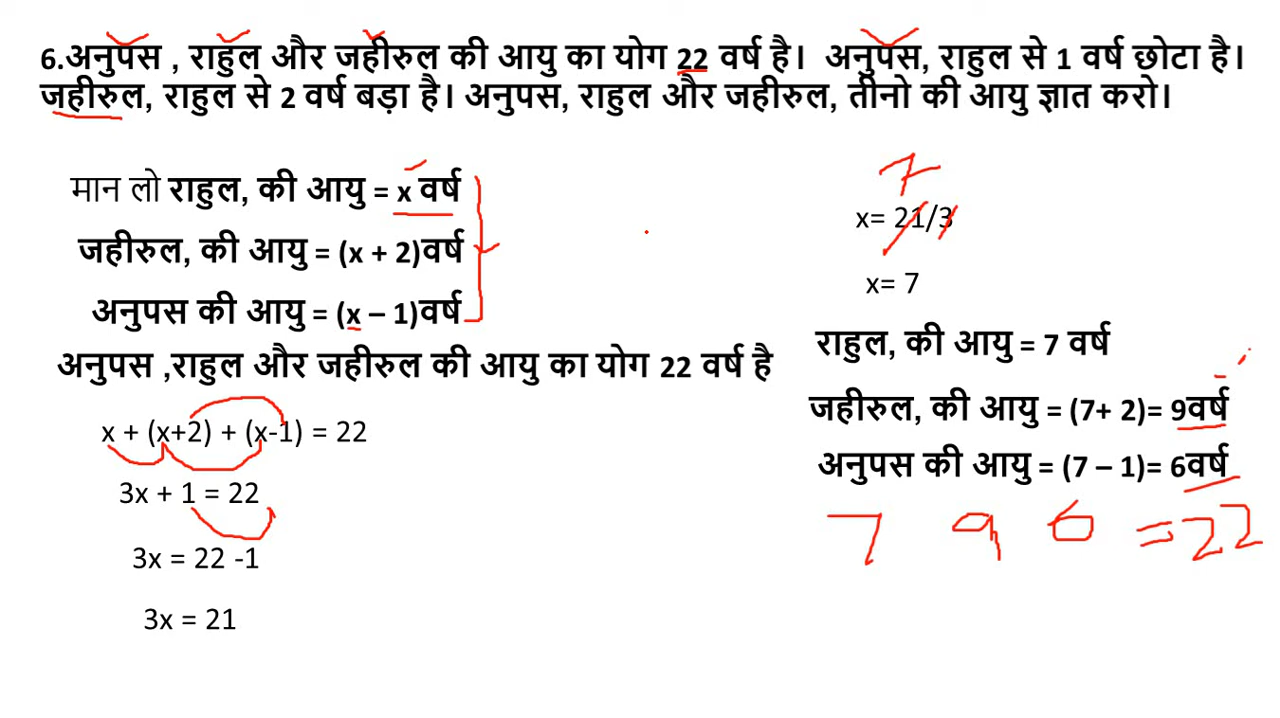 6.अनुपस , राहुल और जहीरुल की आयु का योग 22 वर्ष है। अनुपस, राहुल से 1 वर्ष छोटा है।
जहीरुल, राहुल से 2 वर्ष बड़ा है। अनुपस, राहुल और जहीरुल, तीनो की आयु ज्ञात करो।
मान लो राहुल, की आयु = x वर्ष
जहीरुल, की आयु = (x + 2)वर्ष
अनुपस की आयु = (x – 1)वर्ष
अनुपस ,राहुल और जहीरुल की आयु का योग 22 वर्ष है
x + (x+2) + (x-1) = 22
3x + 1 = 22
3x = 22 -1
3x = 21
7
x= 21/3
x= 7
राहुल, की आयु = 7 वर्ष
जहीरुल, की आयु = (7+ 2)= 9वर्ष
अनुपस की आयु = (7 – 1)= 6वर्ष
7 9 6 = 22